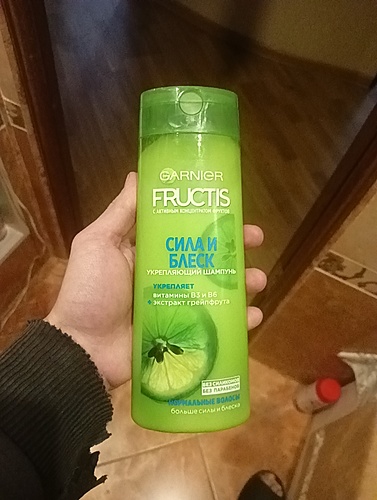 GARNIER
FRUCTIS
С АКТИВНЫМ КОНЦЕНТРАТОМ ФРУКТОВ
СИЛА И
БЛЕСК
УКРЕПЛЯЮЩИЙ ШАМПУНЬ
УКРЕПЛЯЕТ
витамины B3 и B6
+ экстракт грейпфрута
БЕЗ СИЛИКОНОВ
БЕЗ ПАРАБЕНОВ
НОРМАЛЬНЫЕ ВОЛОСЫ
больше силы и блеска